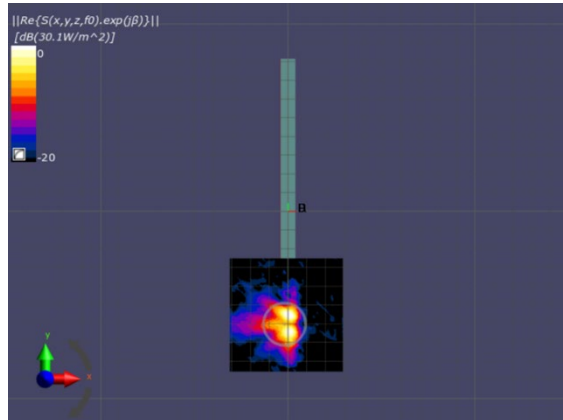 ||Re{S(x,y,z,f0).exp(jβ)}||
[dB(30.1W/m^2)]
0
-20
y
x